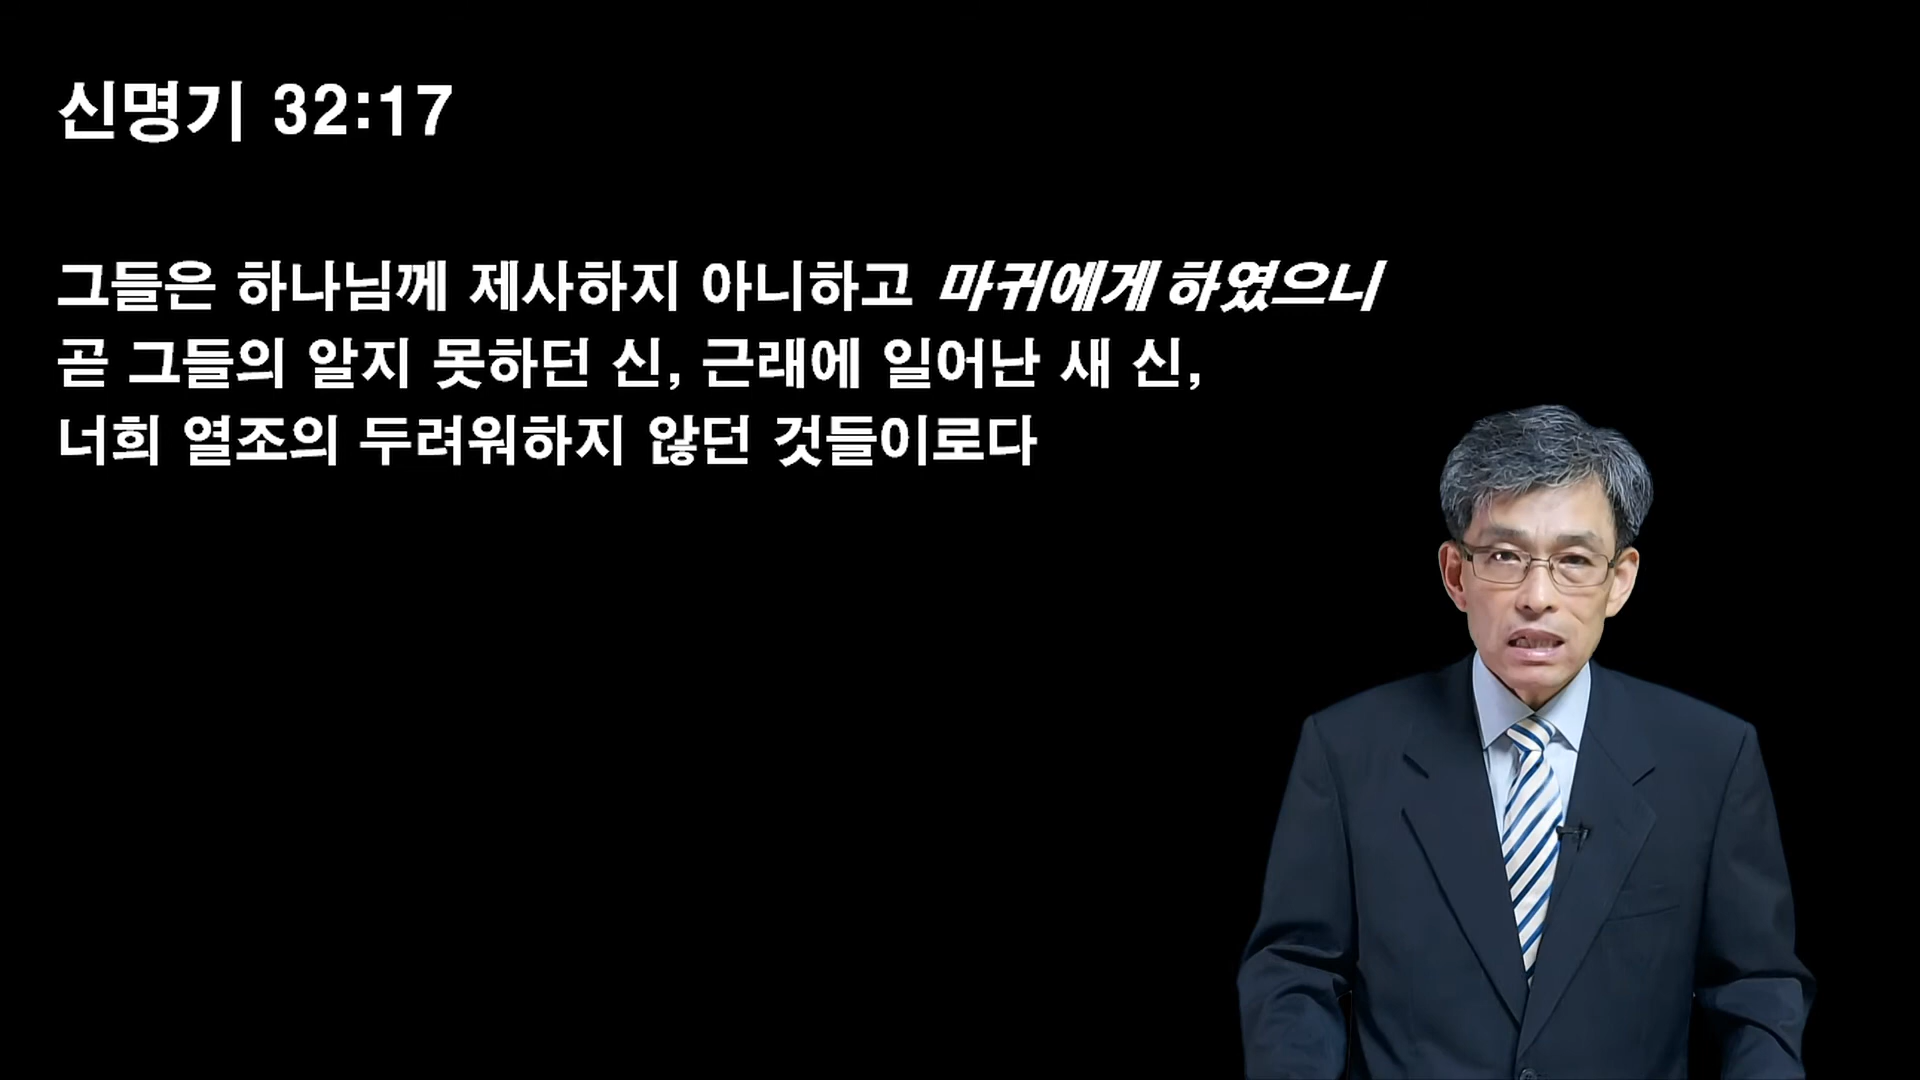 신명기 32:17
그들은 하나님께 제사하지 아니하고 마귀에게 하였으니
곧 그들의 알지 못하던 신, 근래에 일어난 새 신,
너희 열조의 두려워하지 않던 것들이로다